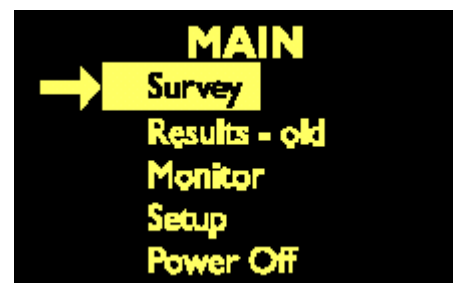 MAIN
Survey
Results - old
Monitor
Setup
Power Off